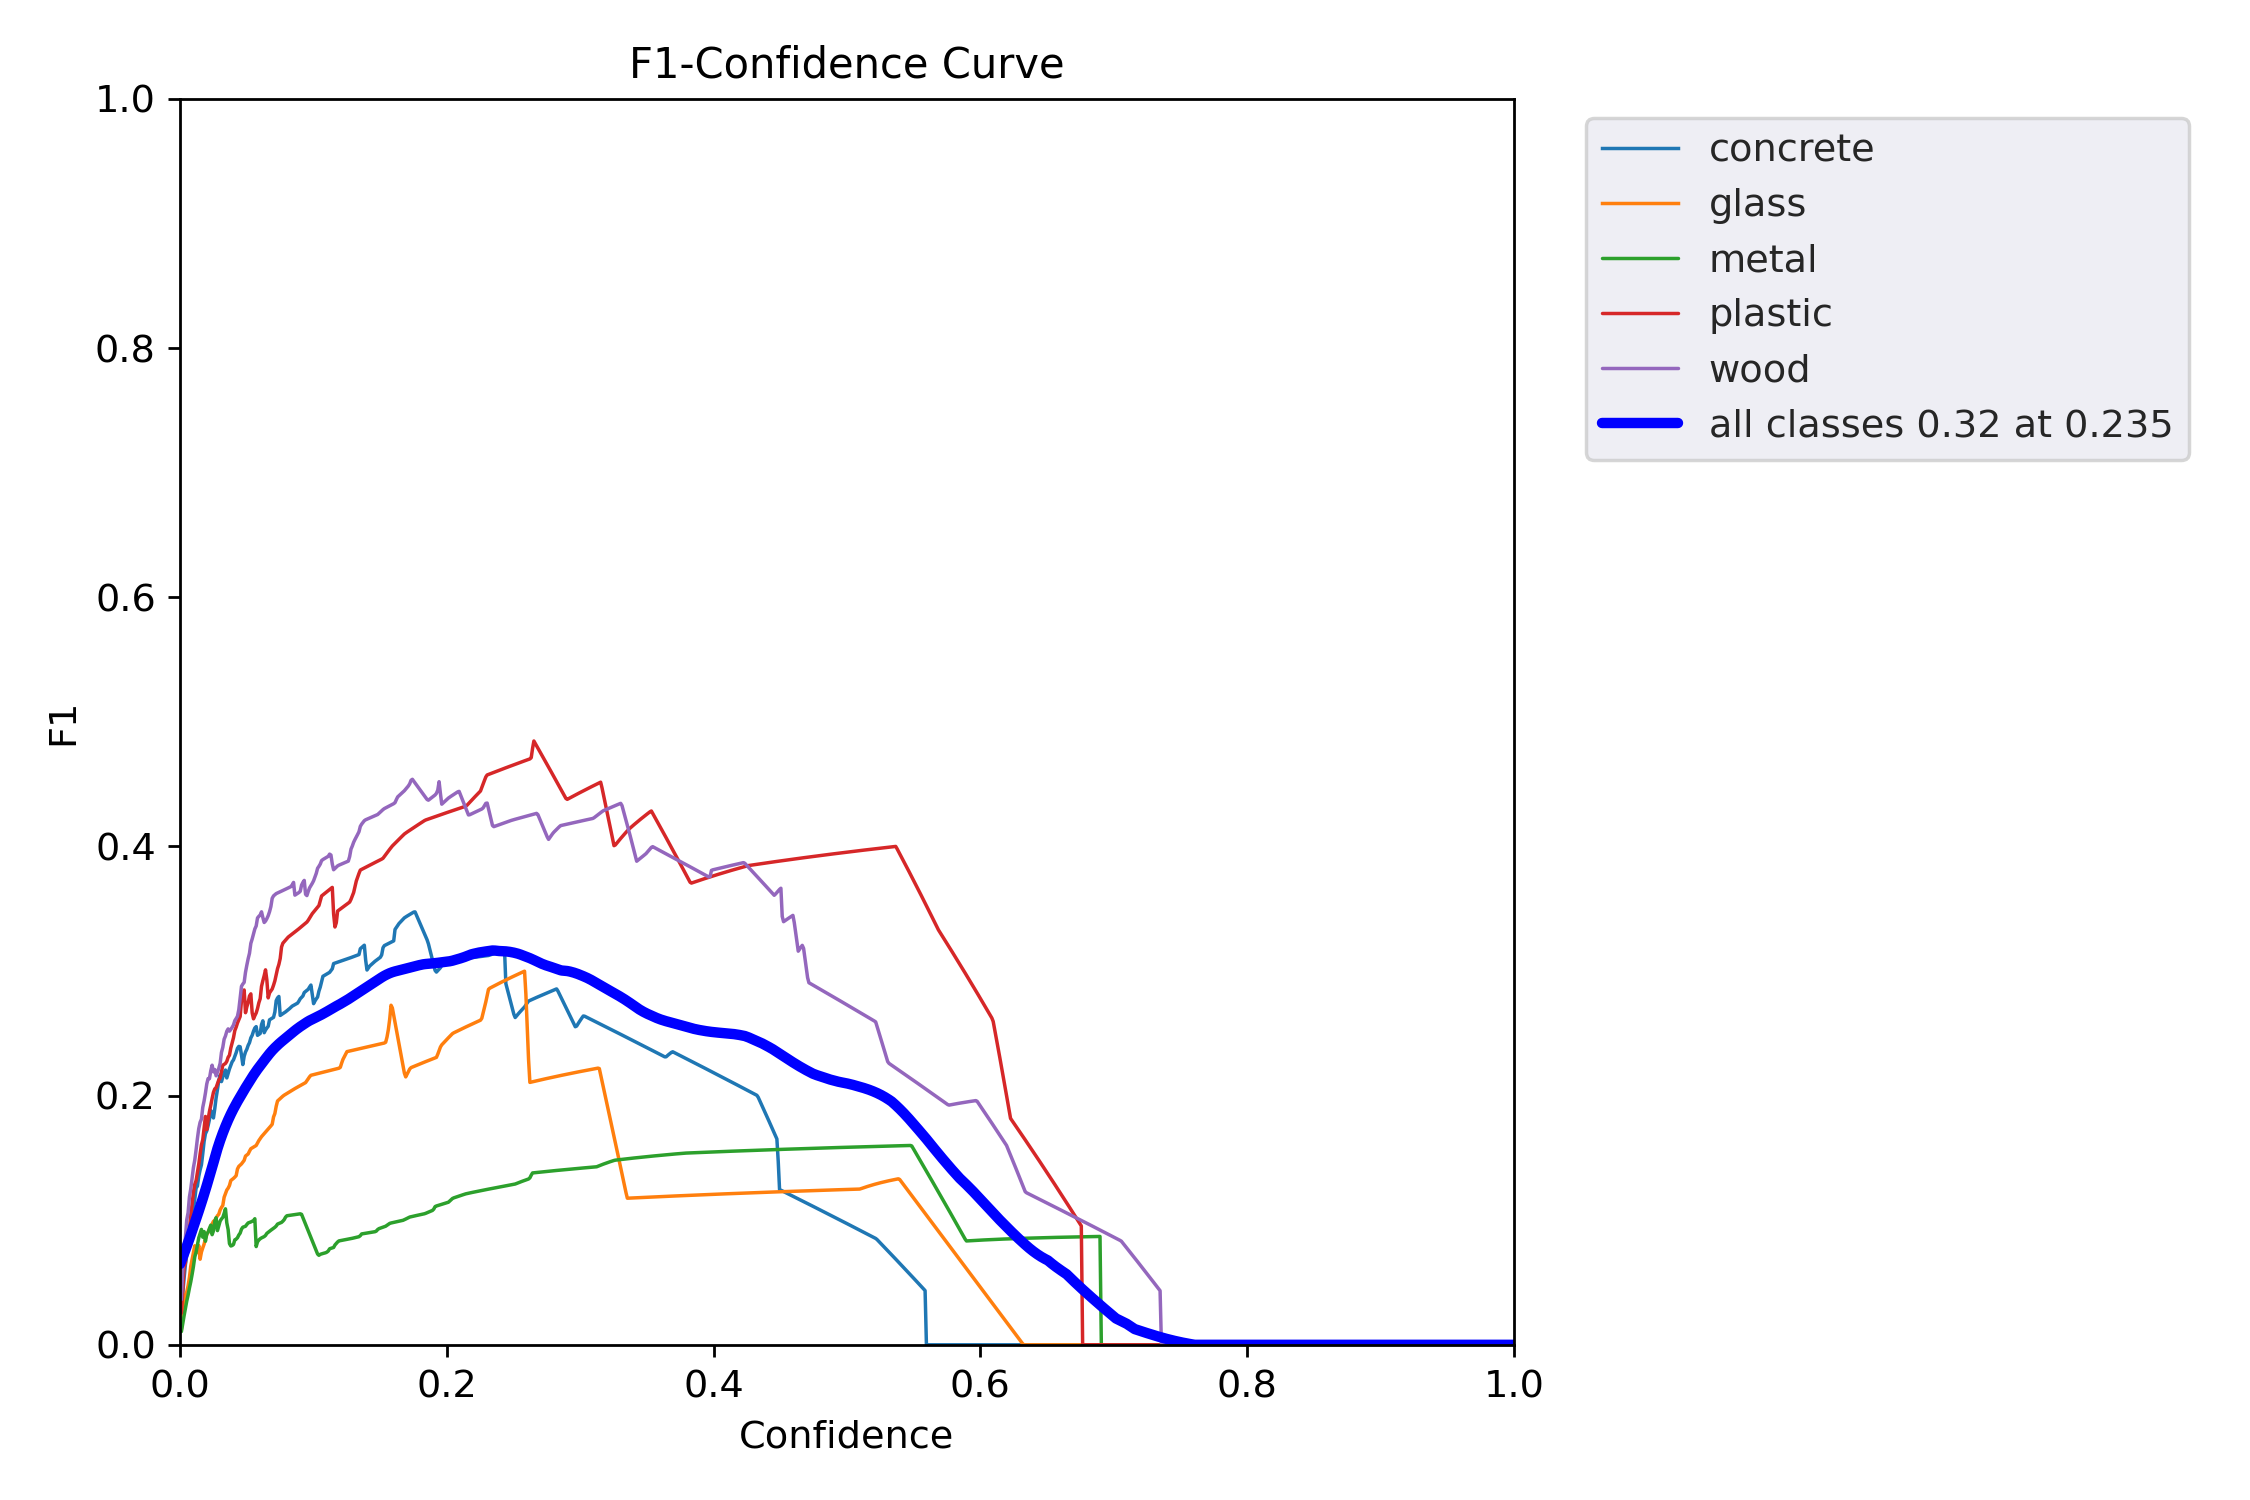 F1-Confidence Curve
1.0
0.8
0.6
0.4
0.2
0.0
F1
0.0 0.2 0.4 0.6 0.8 1.0
Confidence
concrete
glass
metal
plastic
wood
all classes 0.32 at 0.235